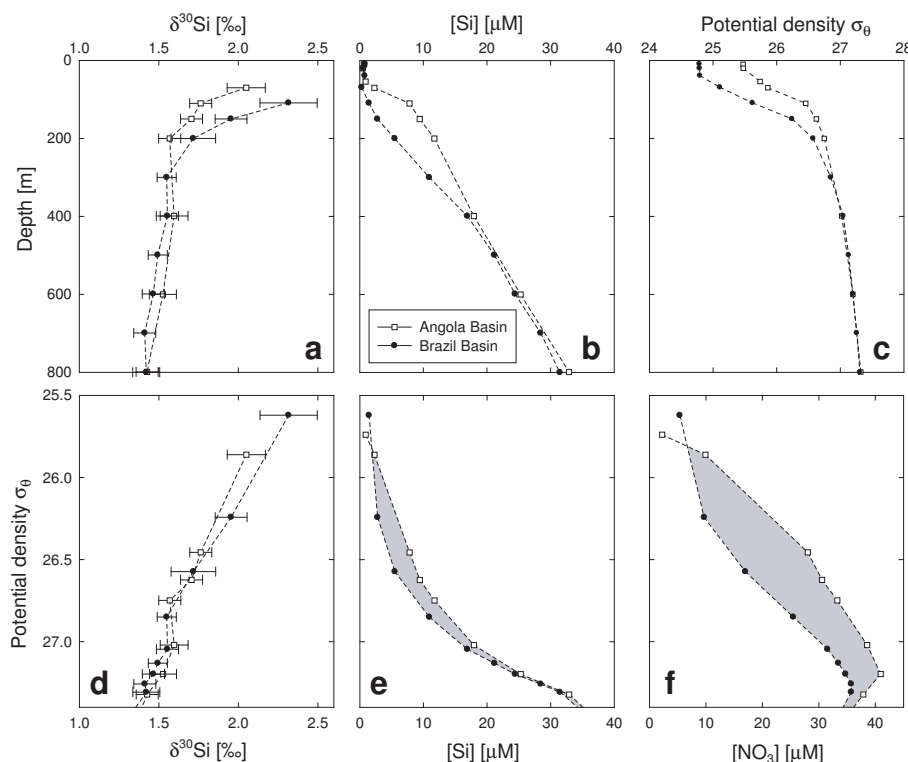 δ30Si [‰]
[Si] [µM]
Potential density σθ
1.0 1.5 2.0 2.5
0 10 20 30 40
24 25 26 27 28
0
200
400
600
800
Depth [m]
Angola Basin
Brazil Basin
a
b
c
25.5
26.0
26.5
27.0
Potential density σθ
d
e
f
1.0 1.5 2.0 2.5
0 10 20 30 40
0 10 20 30 40
δ30Si [‰]
[Si] [µM]
[NO3] [µM]